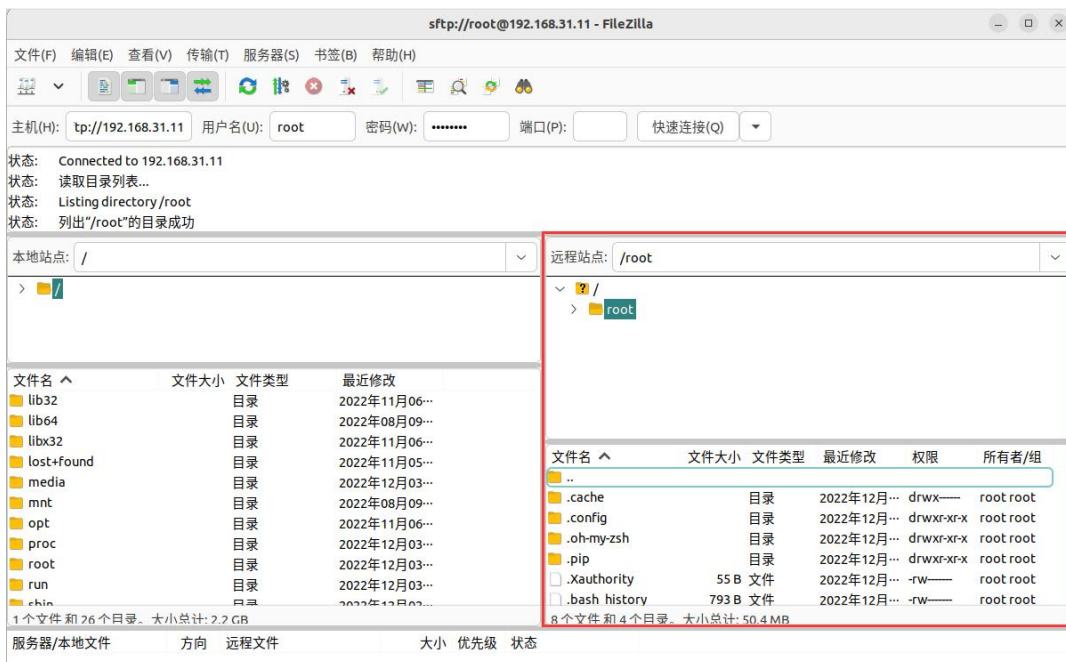 sftp://root@192.168.31.11 - FileZilla
文件(F) 编辑(E) 查看(V) 传输(T) 服务器(S) 书签(B) 帮助(H)
主机(H): tp://192.168.31.11 用户名(U): root 密码(W): •••••••• 端口(P): 快速连接(Q)
状态: Connected to 192.168.31.11
状态: 读取目录列表...
状态: Listing directory /root
状态: 列出"/root"的目录成功
本地站点: /
/
文件名 文件大小 文件类型 最近修改
lib32 目录 2022年11月06···
lib64 目录 2022年08月09···
libx32 目录 2022年11月06···
lost+found 目录 2022年11月05···
media 目录 2022年12月03···
mnt 目录 2022年08月09···
opt 目录 2022年11月06···
proc 目录 2022年12月03···
root 目录 2022年12月03···
run 目录 2022年12月03···
sbin 目录 2022年12月03···
1个文件 和 26个目录。大小总计: 2.2 GB
远程站点: /root
/
root
文件名 文件大小 文件类型 最近修改 权限 所有者/组
..
.cache 目录 2022年12月··· drwx------ root root
.config 目录 2022年12月··· drwxr-xr-x root root
.oh-my-zsh 目录 2022年12月··· drwxr-xr-x root root
.pip 目录 2022年12月··· drwxr-xr-x root root
.Xauthority 55 B 文件 2022年12月··· -rw------- root root
.bash_history 793 B 文件 2022年12月··· -rw------- root root
8个文件 和 4个目录。大小总计: 50.4 MB
服务器/本地文件 方向 远程文件 大小 优先级 状态